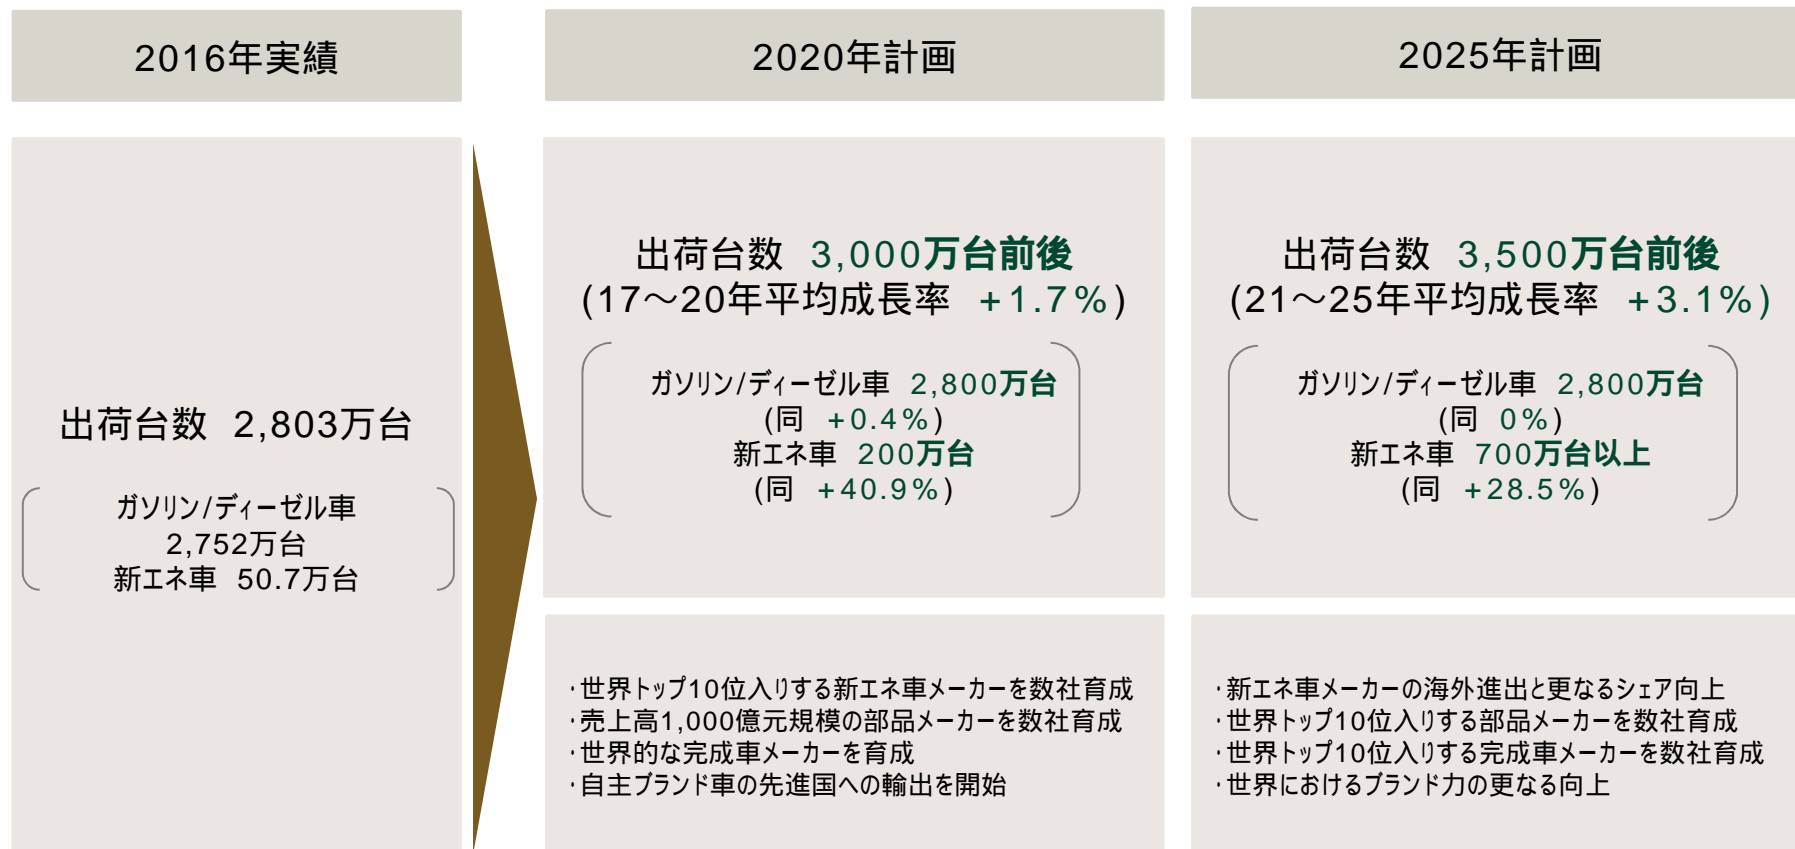 2016年実績
2020年計画
2025年計画
出荷台数 2,803万台
ガソリン/ディーゼル車
2,752万台
新エネ車 50.7万台
出荷台数 3,000万台前後
(17～20年平均成長率 +1.7%)
ガソリン/ディーゼル車 2,800万台
(同 +0.4%)
新エネ車 200万台
(同 +40.9%)
・世界トップ10位入りする新エネ車メーカーを数社育成
・売上高1,000億元規模の部品メーカーを数社育成
・世界的な完成車メーカーを育成
・自主ブランド車の先進国への輸出を開始
出荷台数 3,500万台前後
(21～25年平均成長率 +3.1%)
ガソリン/ディーゼル車 2,800万台
(同 0%)
新エネ車 700万台以上
(同 +28.5%)
・新エネ車メーカーの海外進出と更なるシェア向上
・世界トップ10位入りする部品メーカーを数社育成
・世界トップ10位入りする完成車メーカーを数社育成
・世界におけるブランド力の更なる向上